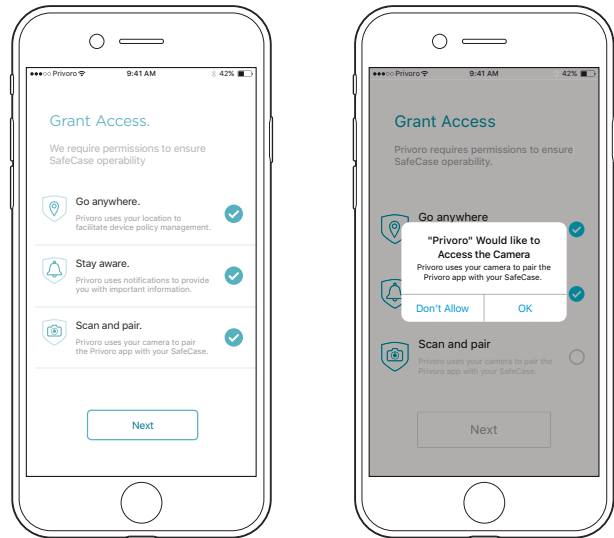 Privoro
9:41 AM
42%
Grant Access.
We require permissions to ensure
SafeCase operability
Go anywhere.
Privoro uses your location to
facilitate device policy management.
Stay aware.
Privoro uses notifications to provide
you with important information.
Scan and pair.
Privoro uses your camera to pair
the Privoro app with your SafeCase.
Next
Privoro
9:41 AM
42%
Grant Access
Privoro requires permissions to ensure
SafeCase operability.
Go anywhere
"Privoro" Would like to
Access the Camera
Privoro uses your camera to pair the
Privoro app with your SafeCase.
Don't Allow
OK
Scan and pair
Privoro uses your camera to pair the
Privoro app with your SafeCase.
Next